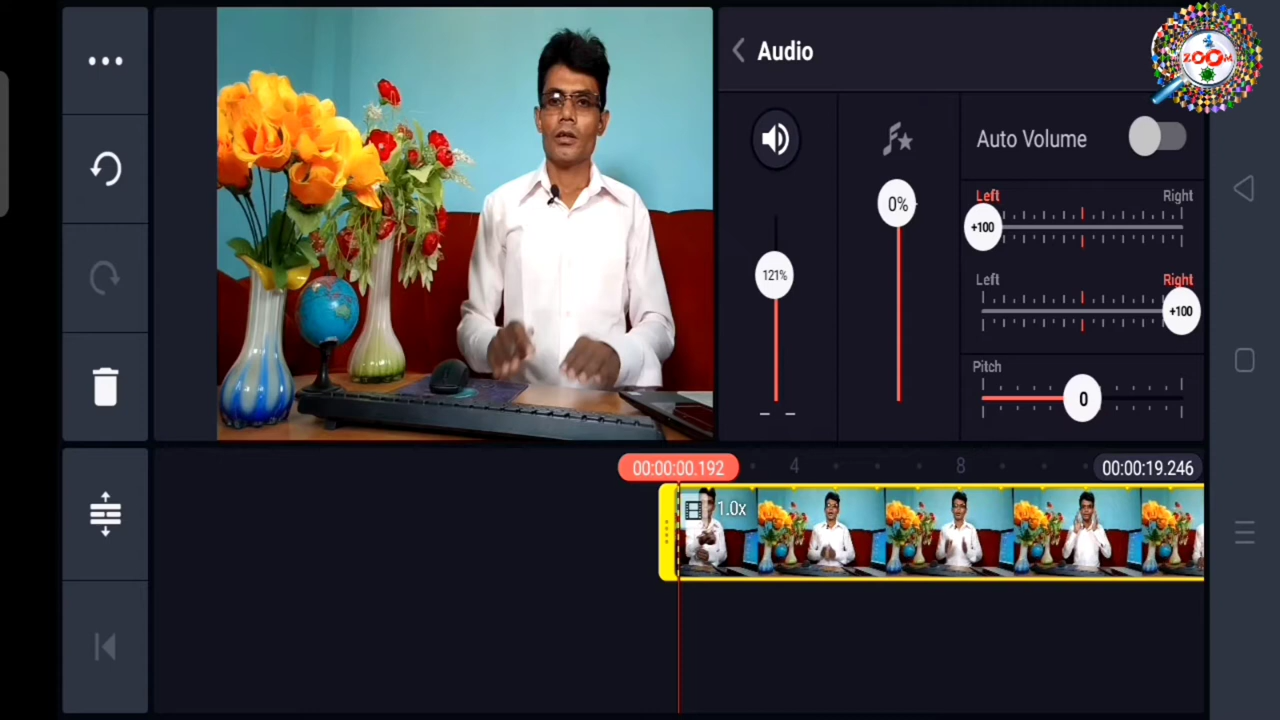 Audio
ZOOM
Auto Volume
0%
121%
Left
Right
+100
Left
Right
+100
Pitch
0
00:00:00.192
4
8
00:00:19.246
1.0x